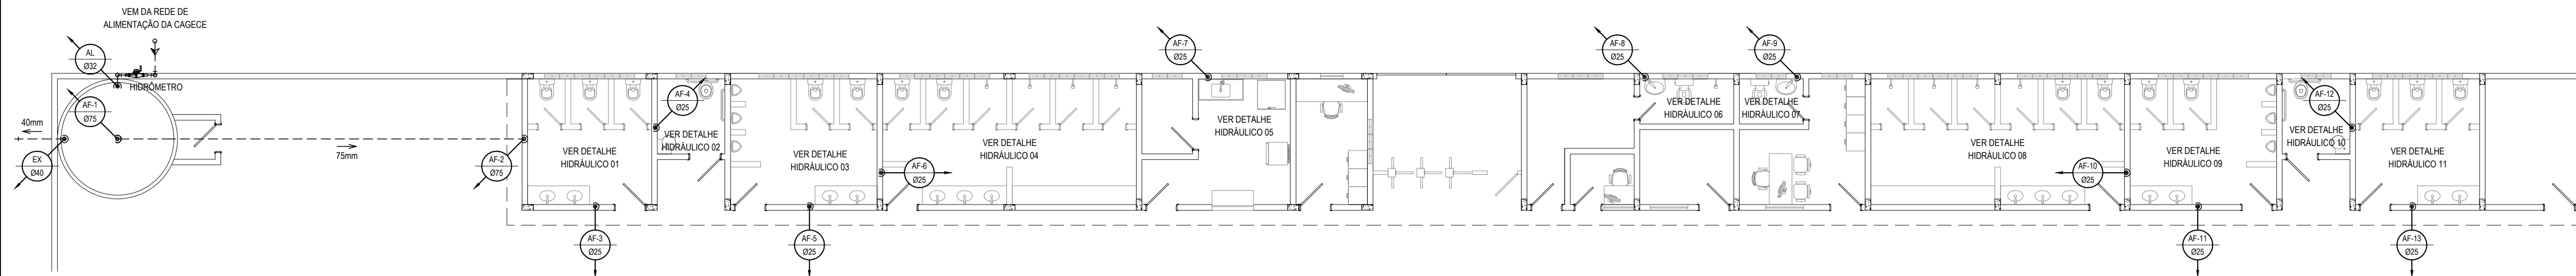 VEM DA REDE DE
ALIMENTAÇÃO DA CAGECE
AL
Ø32
HIDRÔMETRO
AF-1
Ø75
40mm
EX
Ø40
75mm
AF-2
Ø75
VER DETALHE
HIDRÁULICO 01
AF-3
Ø25
AF-4
Ø25
VER DETALHE
HIDRÁULICO 02
VER DETALHE
HIDRÁULICO 03
AF-5
Ø25
AF-6
Ø25
VER DETALHE
HIDRÁULICO 04
AF-7
Ø25
VER DETALHE
HIDRÁULICO 05
AF-8
Ø25
VER DETALHE
HIDRÁULICO 06
AF-9
Ø25
VER DETALHE
HIDRÁULICO 07
VER DETALHE
HIDRÁULICO 08
AF-10
Ø25
VER DETALHE
HIDRÁULICO 09
AF-11
Ø25
AF-12
Ø25
VER DETALHE
HIDRÁULICO 10
VER DETALHE
HIDRÁULICO 11
AF-13
Ø25